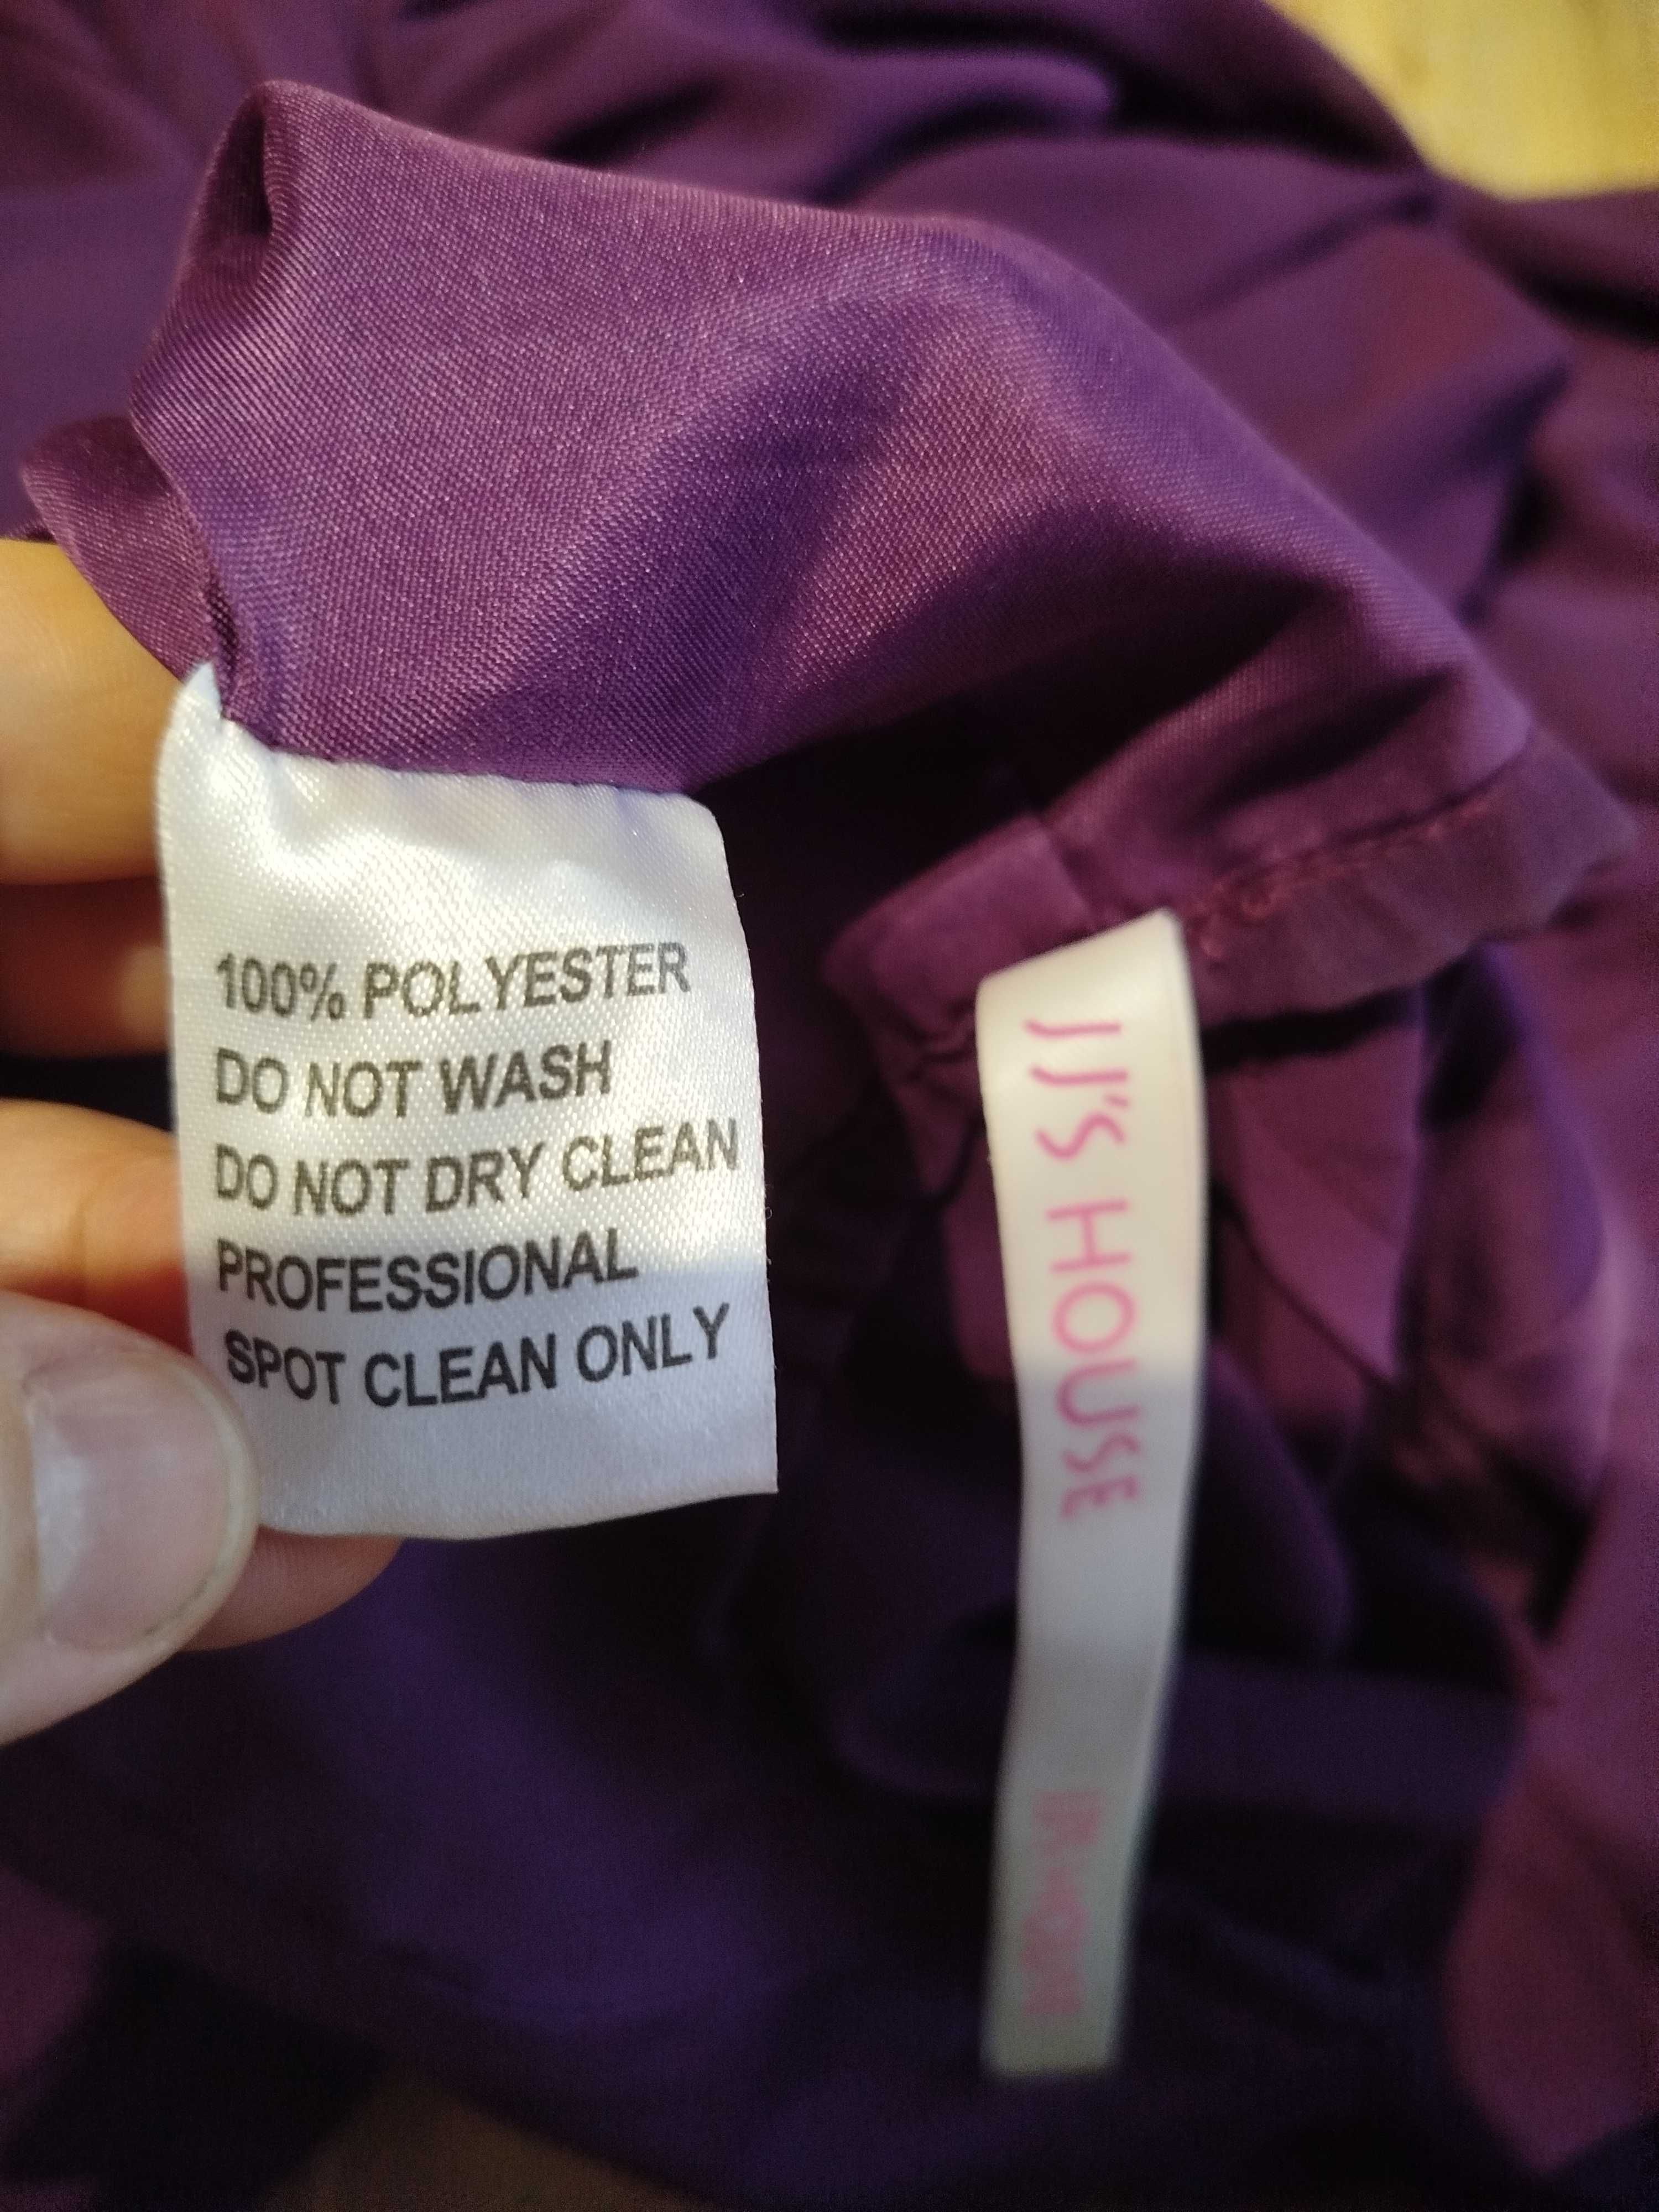 100% POLYESTER
DO NOT WASH
DO NOT DRY CLEAN
PROFESSIONAL
SPOT CLEAN ONLY
JJ'S HOUSE